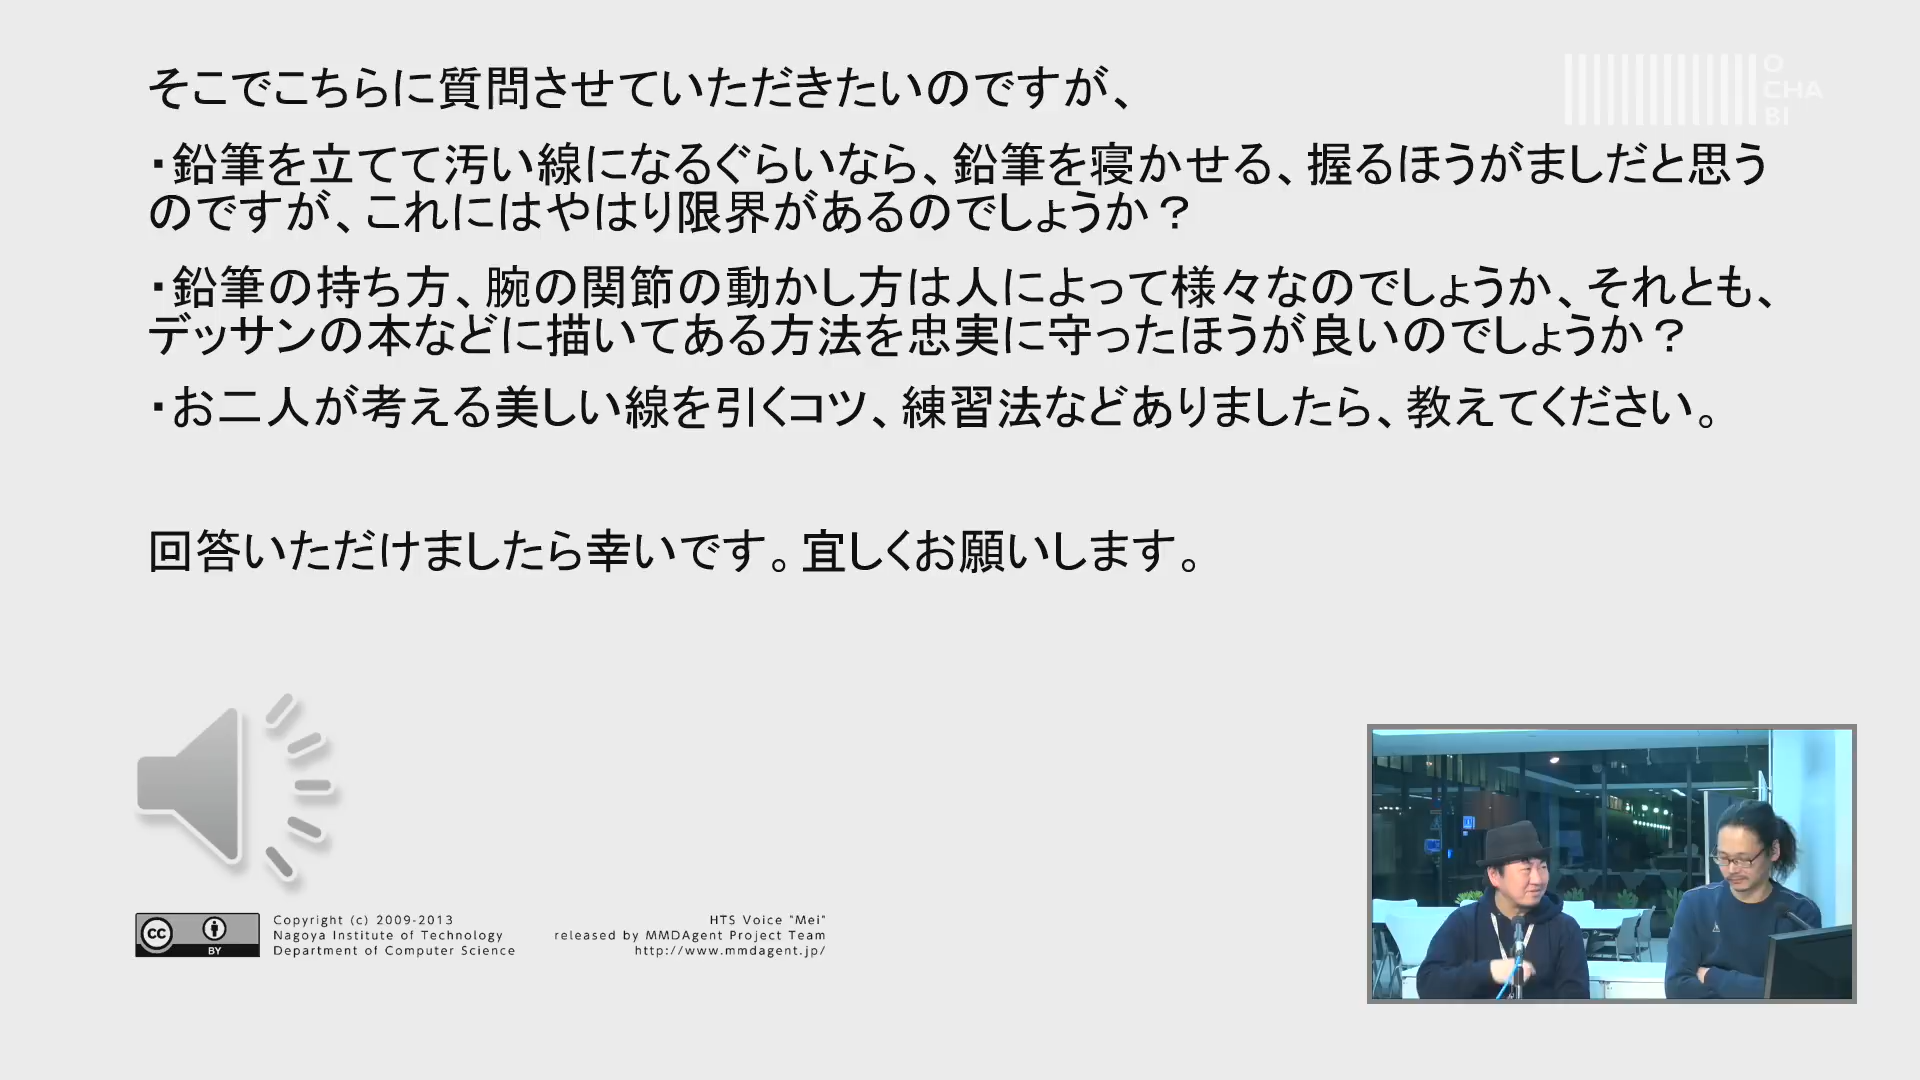 そこでこちらに質問させていただきたいのですが、
・鉛筆を立てて汚い線になるぐらいなら、鉛筆を寝かせる、握るほうがましだと思う
のですが、これにはやはり限界があるのでしょうか？
・鉛筆の持ち方、腕の関節の動かし方は人によって様々なのでしょうか、それとも、
デッサンの本などに描いてある方法を忠実に守ったほうが良いのでしょうか？
・お二人が考える美しい線を引くコツ、練習法などありましたら、教えてください。
回答いただけましたら幸いです。宜しくお願いします。
O
CHA
BI
cc
BY
Copyright (c) 2009-2013
Nagoya Institute of Technology
Department of Computer Science
HTS Voice "Mei"
released by MMDAgent Project Team
http://www.mmdagent.jp/